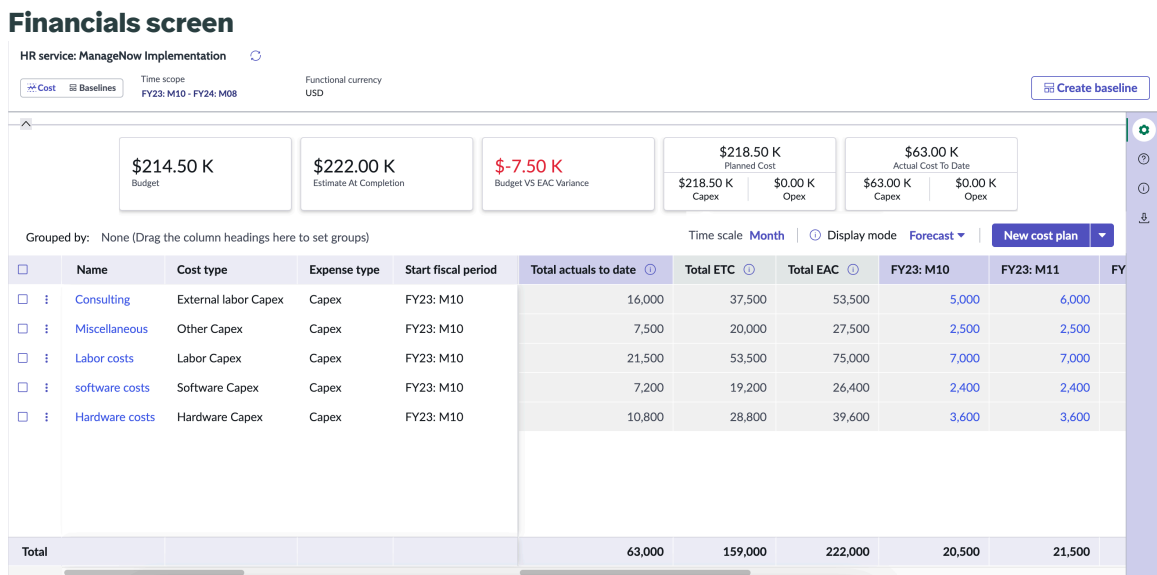 Financials screen
HR service: ManageNow Implementation
Cost Baselines
Time scope
FY23: M10 - FY24: M08
Functional currency
USD
Create baseline
$214.50 K
Budget
$222.00 K
Estimate At Completion
$-7.50 K
Budget VS EAC Variance
$218.50 K
Planned Cost
$218.50 K $0.00 K
Capex Opex
$63.00 K
Actual Cost To Date
$63.00 K $0.00 K
Capex Opex
Grouped by: None (Drag the column headings here to set groups) Time scale Month Display mode Forecast New cost plan
Name Cost type Expense type Start fiscal period Total actuals to date Total ETC Total EAC FY23: M10 FY23: M11 FY
Consulting External labor Capex Capex FY23: M10 16,000 37,500 53,500 5,000 6,000
Miscellaneous Other Capex Capex FY23: M10 7,500 20,000 27,500 2,500 2,500
Labor costs Labor Capex Capex FY23: M10 21,500 53,500 75,000 7,000 7,000
software costs Software Capex Capex FY23: M10 7,200 19,200 26,400 2,400 2,400
Hardware costs Hardware Capex Capex FY23: M10 10,800 28,800 39,600 3,600 3,600
Total 63,000 159,000 222,000 20,500 21,500